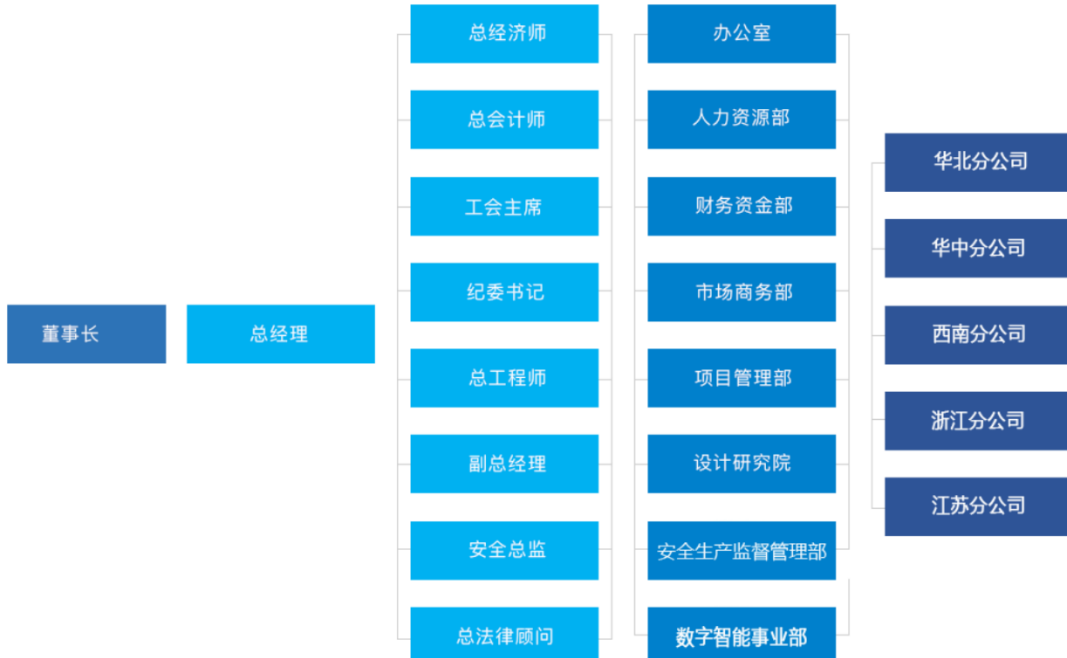 董事长
总经理
总经济师
总会计师
工会主席
纪委书记
总工程师
副总经理
安全总监
总法律顾问
办公室
人力资源部
财务资金部
市场商务部
项目管理部
设计研究院
安全生产监督管理部
数字智能事业部
华北分公司
华中分公司
西南分公司
浙江分公司
江苏分公司